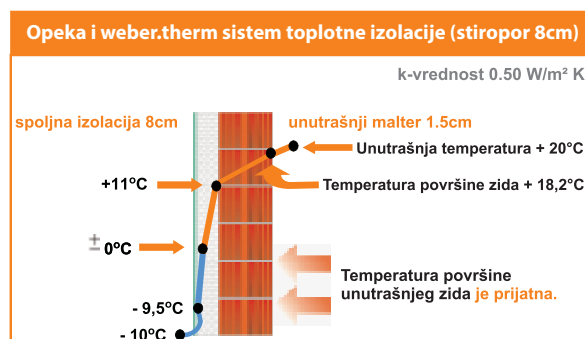 Opeka i weber.therm sistem toplotne izolacije (stiropor 8cm)
k-vrednost 0.50 W/m² K
spoljna izolacija 8cm
unutrašnji malter 1.5cm
Unutrašnja temperatura + 20°C
+11°C
Temperatura površine zida + 18,2°C
± 0°C
Temperatura površine
unutrašnjeg zida je prijatna.
- 9,5°C
- 10°C